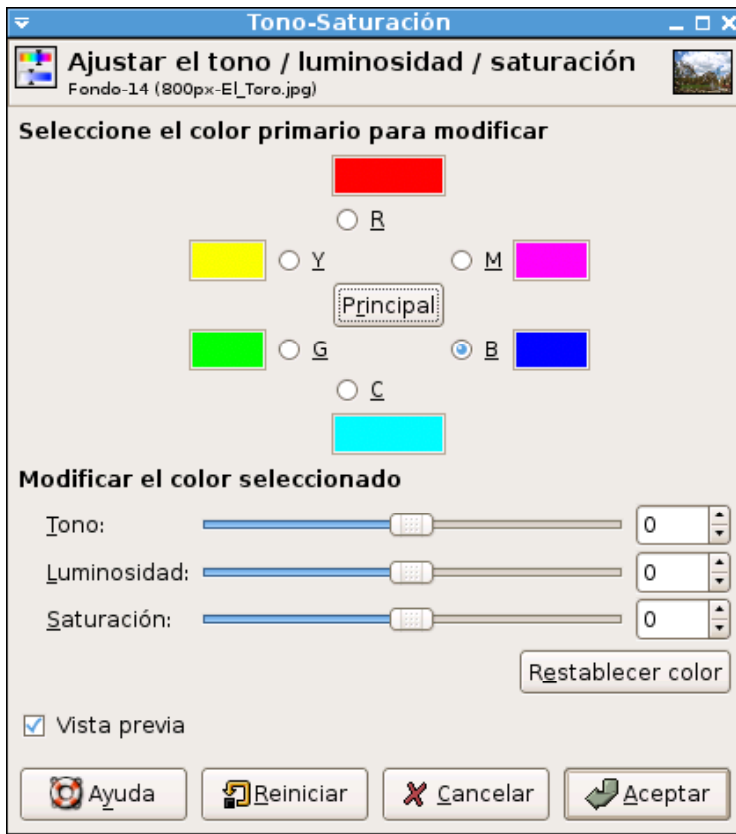 Tono-Saturación
Ajustar el tono / luminosidad / saturación
Fondo-14 (800px-El_Toro.jpg)
Seleccione el color primario para modificar
R
Y M
Principal
G B
C
Modificar el color seleccionado
Tono: 0
Luminosidad: 0
Saturación: 0
Restablecer color
Vista previa
Ayuda Reiniciar Cancelar Aceptar